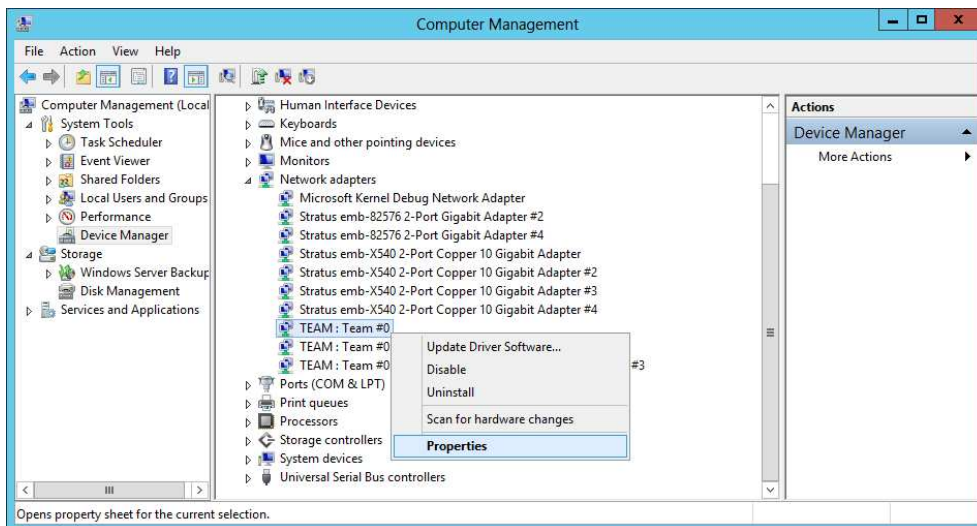 Computer Management
File Action View Help
Computer Management (Local
System Tools
Task Scheduler
Event Viewer
Shared Folders
Local Users and Groups
Performance
Device Manager
Storage
Windows Server Backup
Disk Management
Services and Applications
Human Interface Devices
Keyboards
Mice and other pointing devices
Monitors
Network adapters
Microsoft Kernel Debug Network Adapter
Stratus emb-82576 2-Port Gigabit Adapter #2
Stratus emb-82576 2-Port Gigabit Adapter #4
Stratus emb-X540 2-Port Copper 10 Gigabit Adapter
Stratus emb-X540 2-Port Copper 10 Gigabit Adapter #2
Stratus emb-X540 2-Port Copper 10 Gigabit Adapter #3
Stratus emb-X540 2-Port Copper 10 Gigabit Adapter #4
TEAM : Team #0
TEAM : Team #0
TEAM : Team #0 #3
Ports (COM & LPT)
Print queues
Processors
Storage controllers
System devices
Universal Serial Bus controllers
Update Driver Software...
Disable
Uninstall
Scan for hardware changes
Properties
Actions
Device Manager
More Actions
Opens property sheet for the current selection.